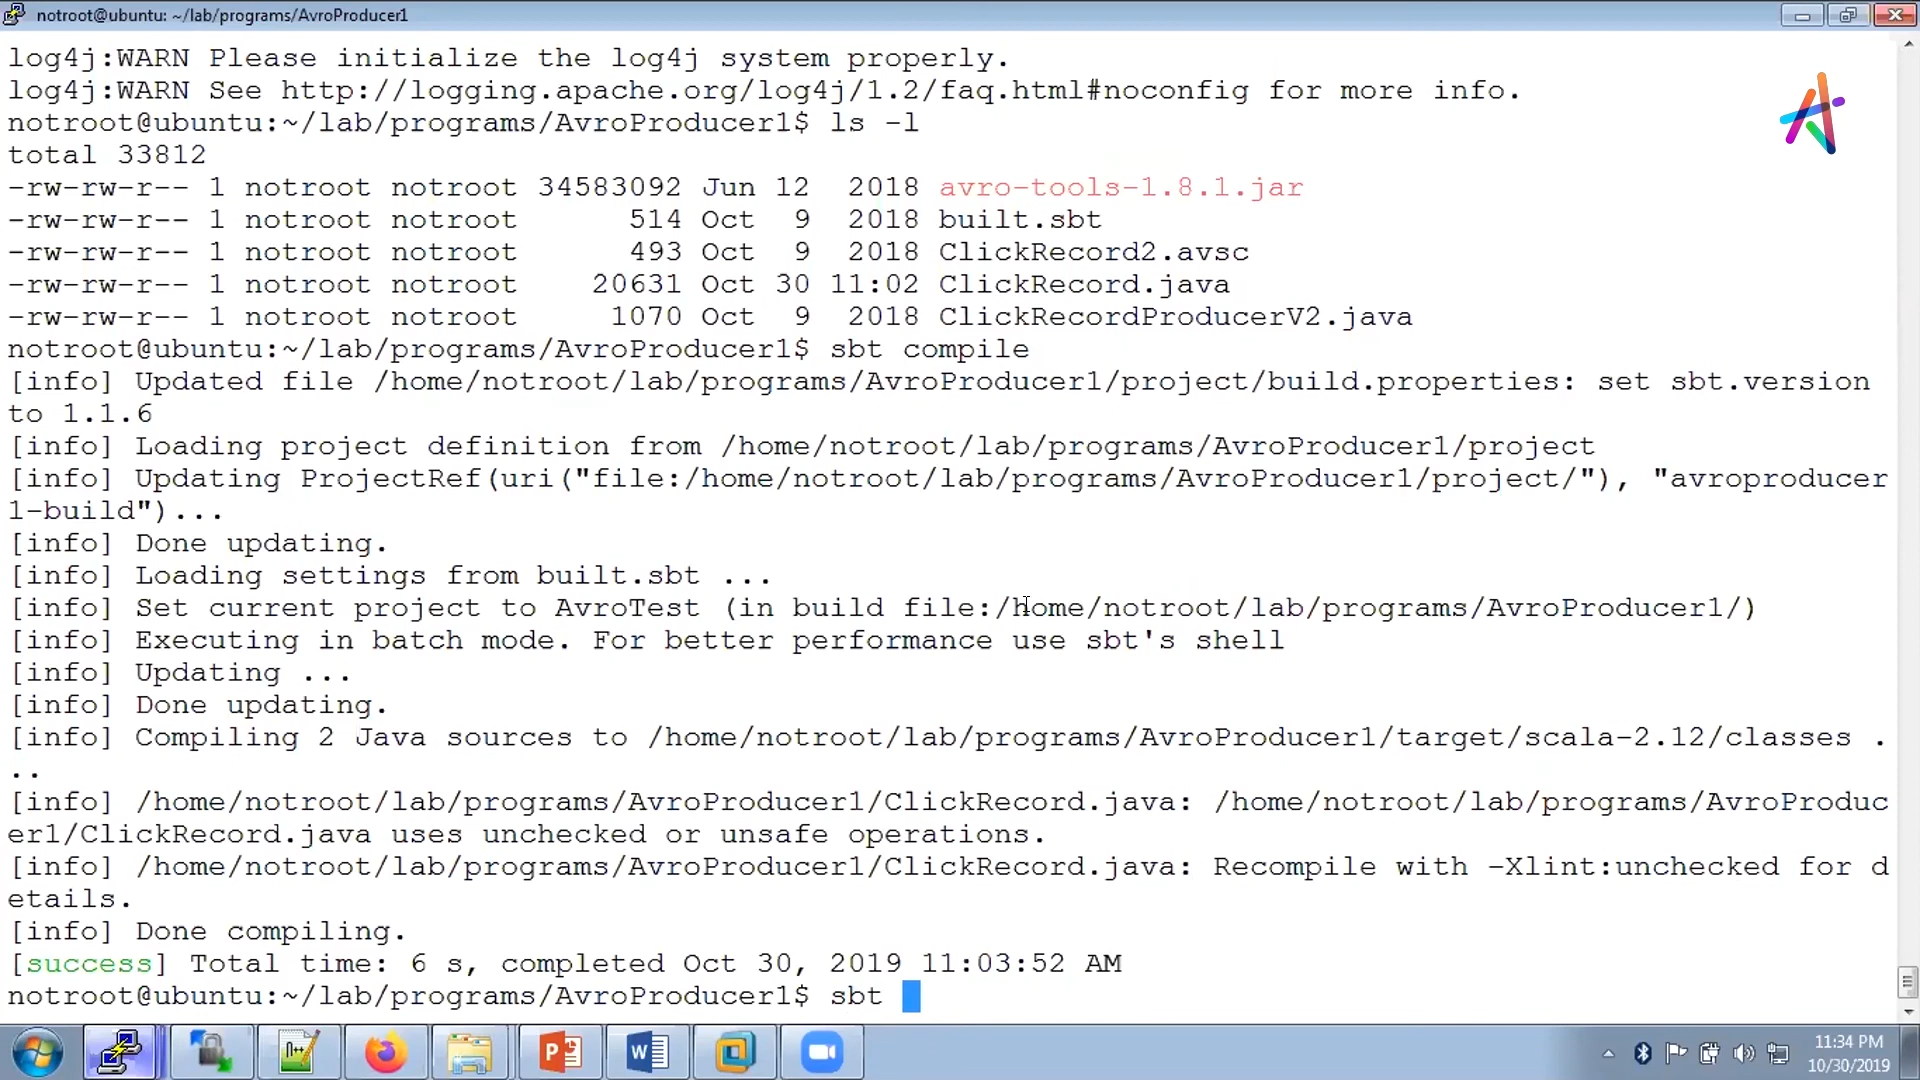 notroot@ubuntu: ~/lab/programs/AvroProducer1
log4j:WARN Please initialize the log4j system properly.
log4j:WARN See http://logging.apache.org/log4j/1.2/faq.html#noconfig for more info.
notroot@ubuntu:~/lab/programs/AvroProducer1$ ls -l
total 33812
-rw-rw-r-- 1 notroot notroot 34583092 Jun 12  2018 avro-tools-1.8.1.jar
-rw-rw-r-- 1 notroot notroot      514 Oct  9  2018 built.sbt
-rw-rw-r-- 1 notroot notroot      493 Oct  9  2018 ClickRecord2.avsc
-rw-rw-r-- 1 notroot notroot    20631 Oct 30 11:02 ClickRecord.java
-rw-rw-r-- 1 notroot notroot     1070 Oct  9  2018 ClickRecordProducerV2.java
notroot@ubuntu:~/lab/programs/AvroProducer1$ sbt compile
[info] Updated file /home/notroot/lab/programs/AvroProducer1/project/build.properties: set sbt.version
to 1.1.6
[info] Loading project definition from /home/notroot/lab/programs/AvroProducer1/project
[info] Updating ProjectRef(uri("file:/home/notroot/lab/programs/AvroProducer1/project/"), "avroproducer
1-build")...
[info] Done updating.
[info] Loading settings from built.sbt ...
[info] Set current project to AvroTest (in build file:/home/notroot/lab/programs/AvroProducer1/)
[info] Executing in batch mode. For better performance use sbt's shell
[info] Updating ...
[info] Done updating.
[info] Compiling 2 Java sources to /home/notroot/lab/programs/AvroProducer1/target/scala-2.12/classes .
..
[info] /home/notroot/lab/programs/AvroProducer1/ClickRecord.java: /home/notroot/lab/programs/AvroProduc
er1/ClickRecord.java uses unchecked or unsafe operations.
[info] /home/notroot/lab/programs/AvroProducer1/ClickRecord.java: Recompile with -Xlint:unchecked for d
etails.
[info] Done compiling.
[success] Total time: 6 s, completed Oct 30, 2019 11:03:52 AM
notroot@ubuntu:~/lab/programs/AvroProducer1$ sbt
11:34 PM
10/30/2019